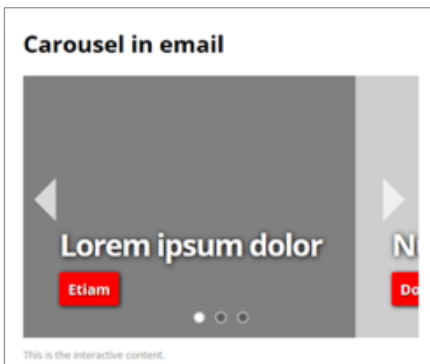 Carousel in email
Lorem ipsum dolor
Etiam
This is the interactive content.